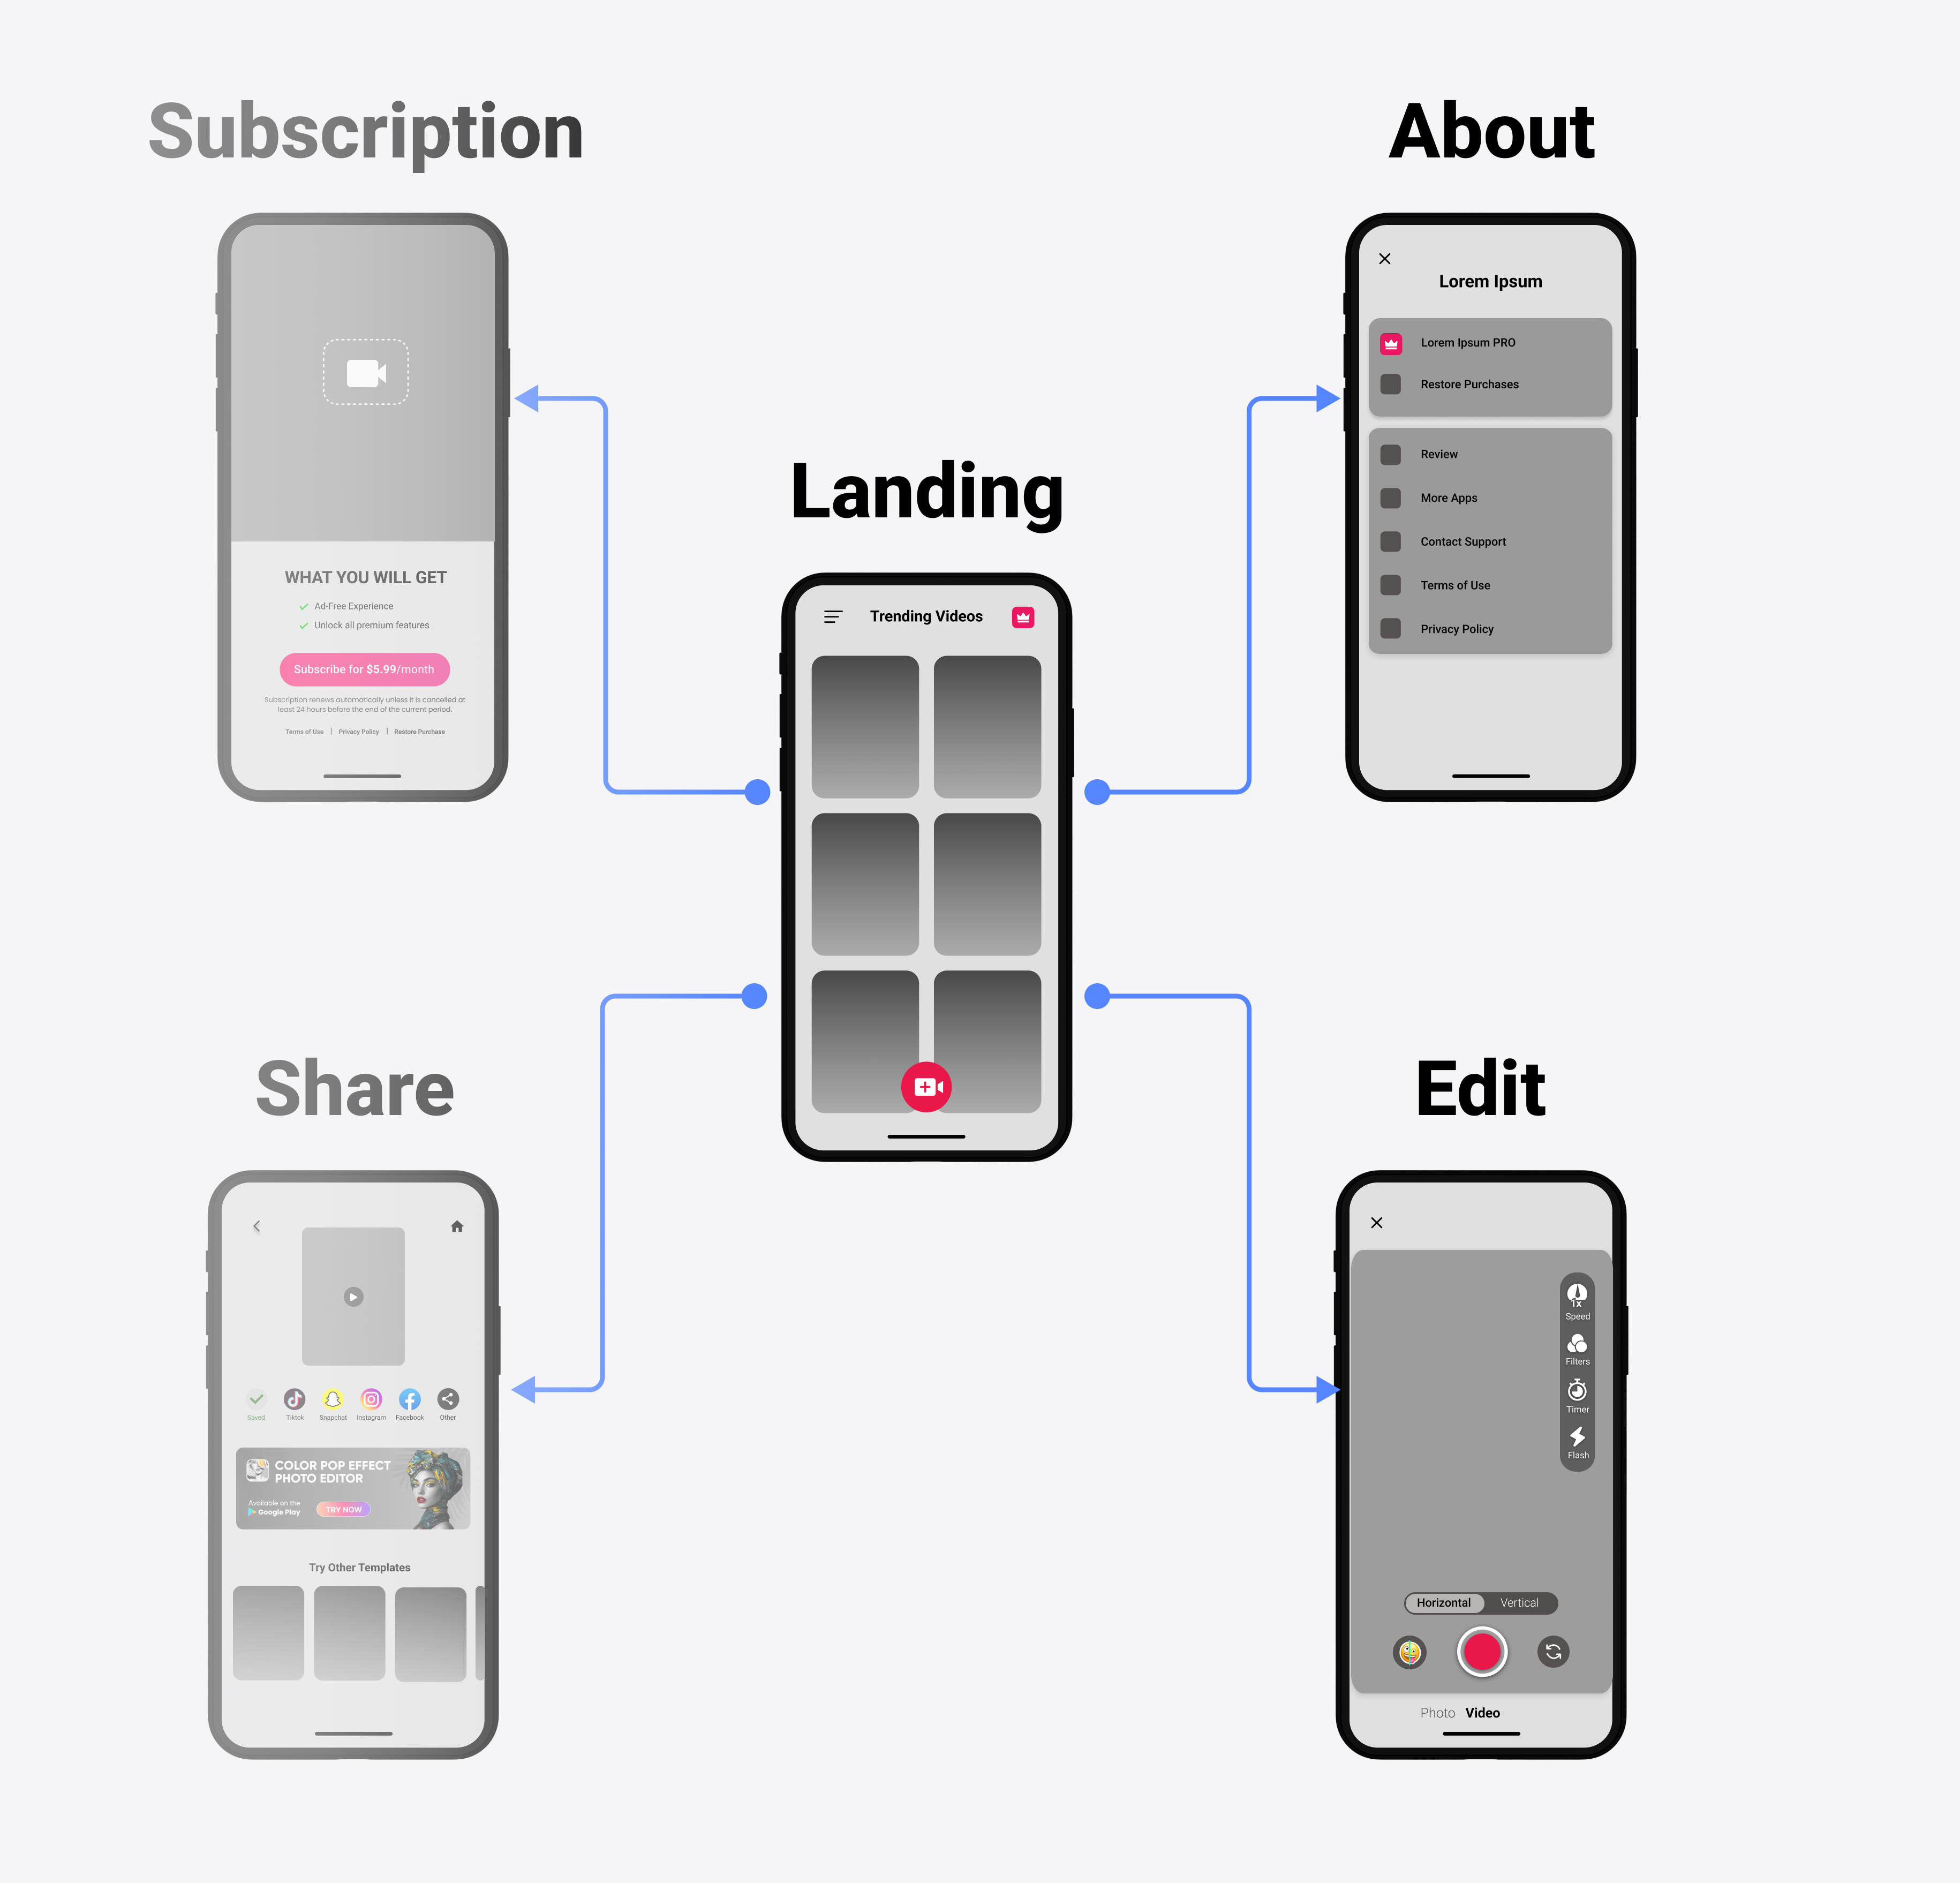 Subscription
WHAT YOU WILL GET
Ad-Free Experience
Unlock all premium features
Subscribe for $5.99/month
Subscription renews automatically unless it is cancelled at
least 24 hours before the end of the current period.
Terms of Use | Privacy Policy | Restore Purchase
About
Lorem Ipsum
Lorem Ipsum PRO
Restore Purchases
Review
More Apps
Contact Support
Terms of Use
Privacy Policy
Landing
Trending Videos
Share
Saved Tiktok Snapchat Instagram Facebook Other
COLOR POP EFFECT
PHOTO EDITOR
Available on the
Google Play
TRY NOW
Try Other Templates
Edit
1x
Speed
Filters
Timer
Flash
Horizontal Vertical
Photo Video